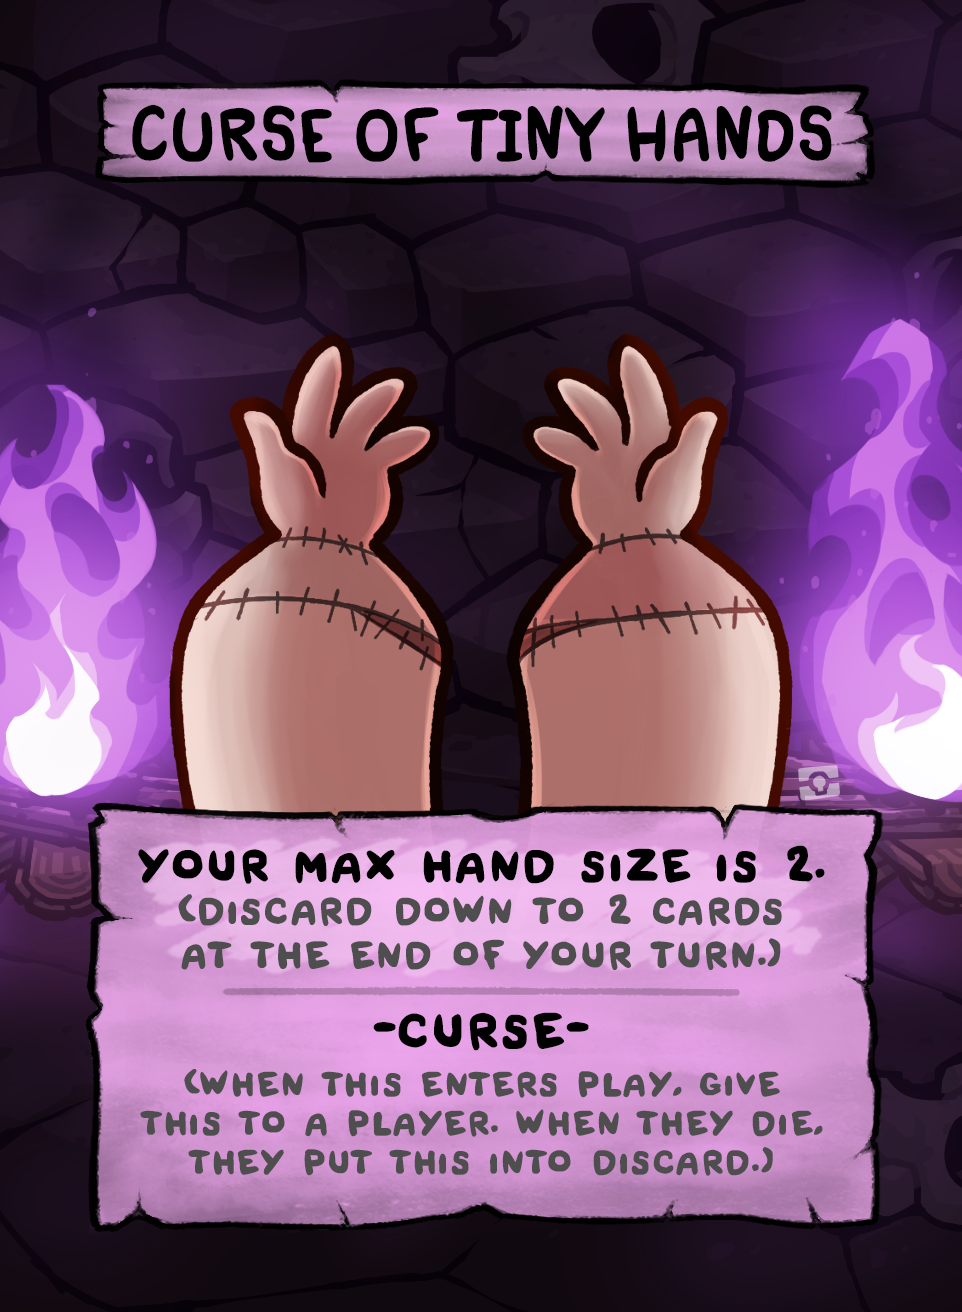 CURSE OF TINY HANDS
YOUR MAX HAND SIZE IS 2.
(DISCARD DOWN TO 2 CARDS
AT THE END OF YOUR TURN.)
-CURSE-
(WHEN THIS ENTERS PLAY, GIVE
THIS TO A PLAYER. WHEN THEY DIE,
THEY PUT THIS INTO DISCARD.)